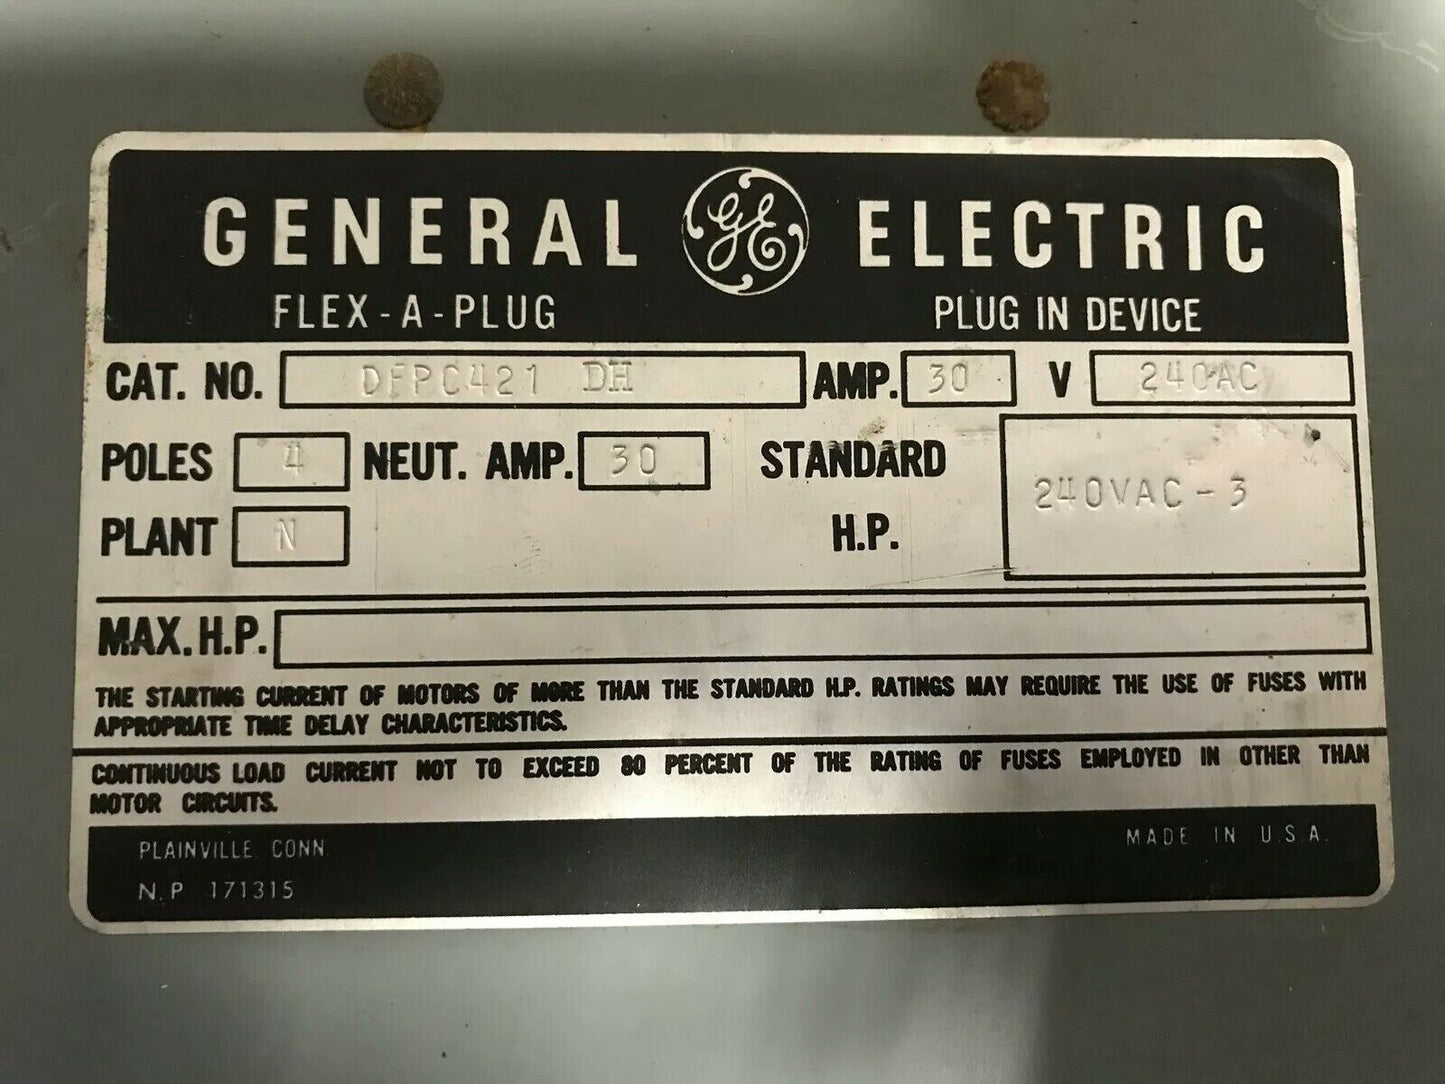 GENERAL GE ELECTRIC
FLEX-A-PLUG PLUG IN DEVICE
CAT. NO. DFPC421 DH AMP. 30 V 240AC
POLES 4 NEUT. AMP. 30 STANDARD H.P. 240VAC-3
PLANT N
MAX. H.P.
THE STARTING CURRENT OF MOTORS OF MORE THAN THE STANDARD H.P. RATINGS MAY REQUIRE THE USE OF FUSES WITH
APPROPRIATE TIME DELAY CHARACTERISTICS.
CONTINUOUS LOAD CURRENT NOT TO EXCEED 80 PERCENT OF THE RATING OF FUSES EMPLOYED IN OTHER THAN
MOTOR CIRCUITS.
PLAINVILLE CONN. MADE IN U.S.A.
N.P 171315